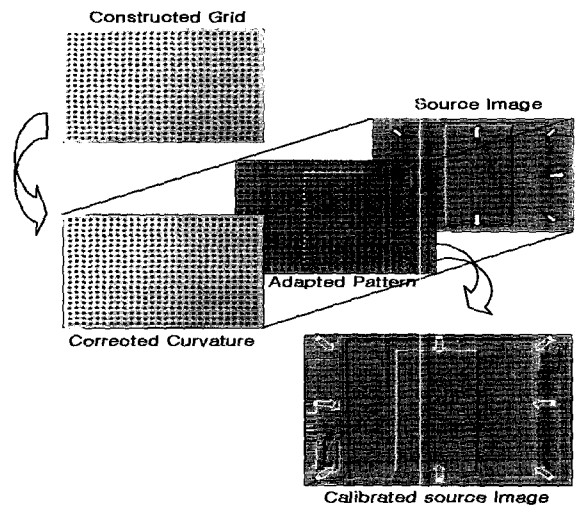 Constructed Grid
Source Image
Adapted Pattern
Corrected Curvature
Calibrated source Image